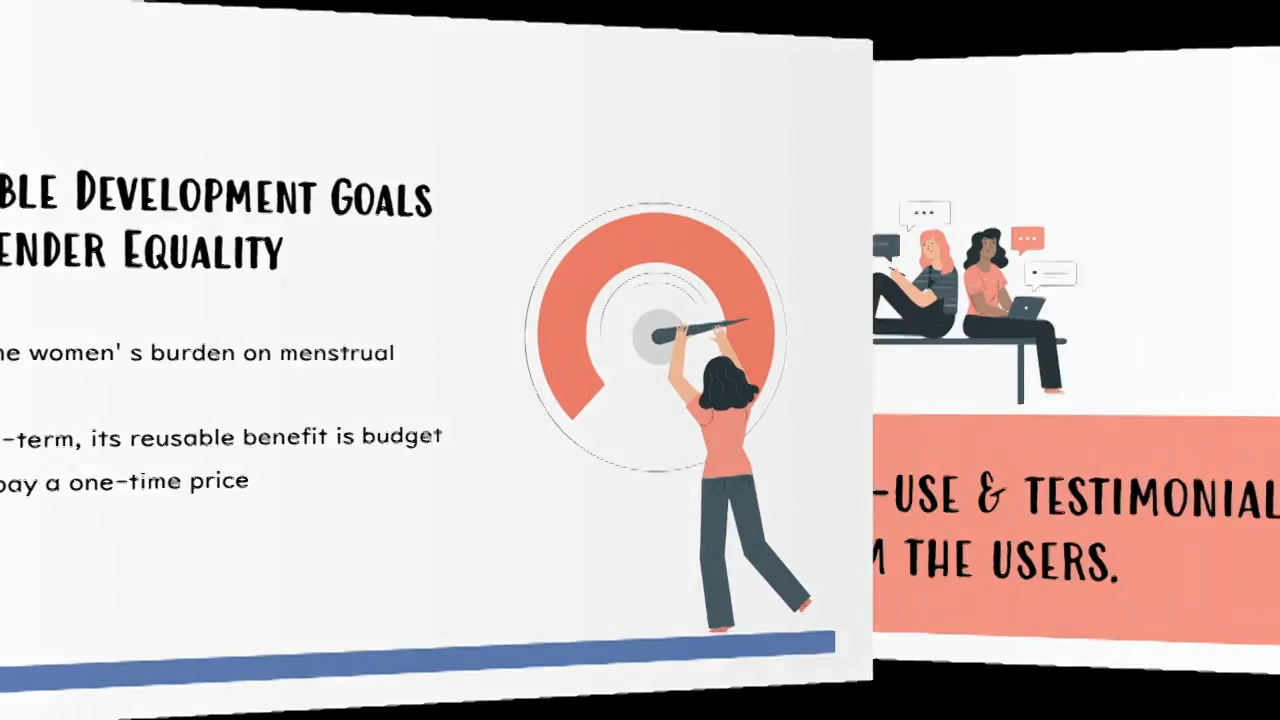 BLE DEVELOPMENT GOALS
ENDER EQUALITY
he women' s burden on menstrual
-term, its reusable benefit is budget
pay a one-time price
-USE & TESTIMONIAL
M THE USERS.